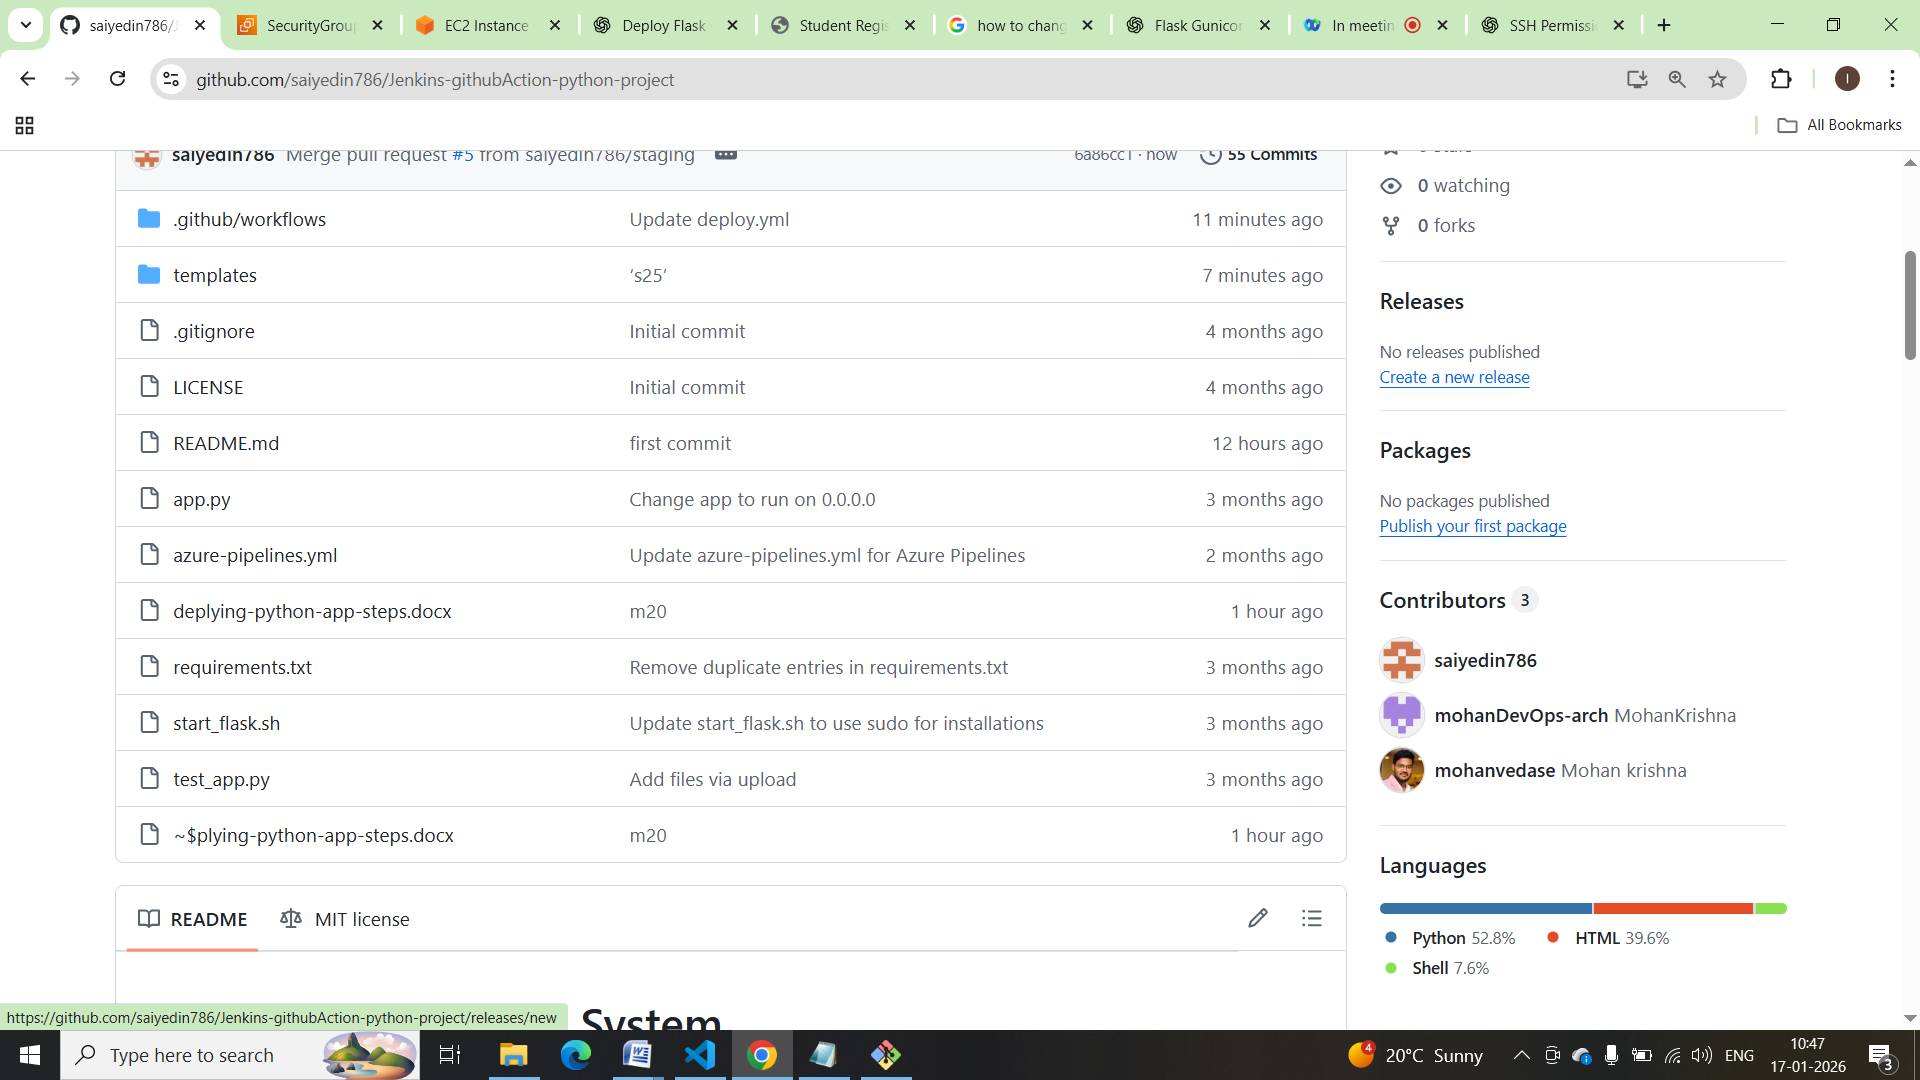 saiyedin786/J
SecurityGrou
EC2 Instance
Deploy Flask
Student Regis
how to chang
Flask Gunicor
In meetin
SSH Permissi
github.com/saiyedin786/Jenkins-githubAction-python-project
I
All Bookmarks
saiyedin786 Merge pull request #5 from saiyedin786/staging 6a86cc1 · now 55 Commits
.github/workflows Update deploy.yml 11 minutes ago
templates ‘s25’ 7 minutes ago
.gitignore Initial commit 4 months ago
LICENSE Initial commit 4 months ago
README.md first commit 12 hours ago
app.py Change app to run on 0.0.0.0 3 months ago
azure-pipelines.yml Update azure-pipelines.yml for Azure Pipelines 2 months ago
deplying-python-app-steps.docx m20 1 hour ago
requirements.txt Remove duplicate entries in requirements.txt 3 months ago
start_flask.sh Update start_flask.sh to use sudo for installations 3 months ago
test_app.py Add files via upload 3 months ago
~$plying-python-app-steps.docx m20 1 hour ago
README MIT license
System
0 stars
0 watching
0 forks
Releases
No releases published
Create a new release
Packages
No packages published
Publish your first package
Contributors 3
saiyedin786
mohanDevOps-arch MohanKrishna
mohanvedase Mohan krishna
Languages
Python 52.8% HTML 39.6%
Shell 7.6%
https://github.com/saiyedin786/Jenkins-githubAction-python-project/releases/new
Type here to search
4
20°C Sunny
ENG
10:47
17-01-2026
3